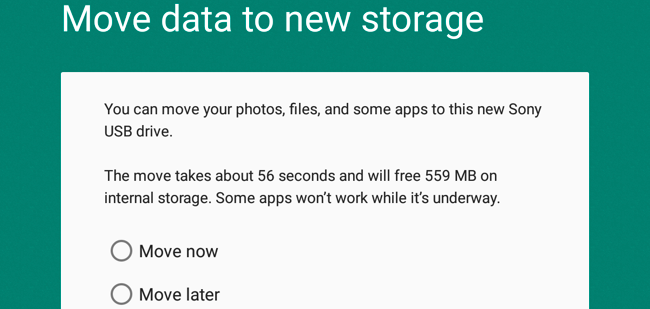 Move data to new storage
You can move your photos, files, and some apps to this new Sony
USB drive.
The move takes about 56 seconds and will free 559 MB on
internal storage. Some apps won’t work while it’s underway.
Move now
Move later